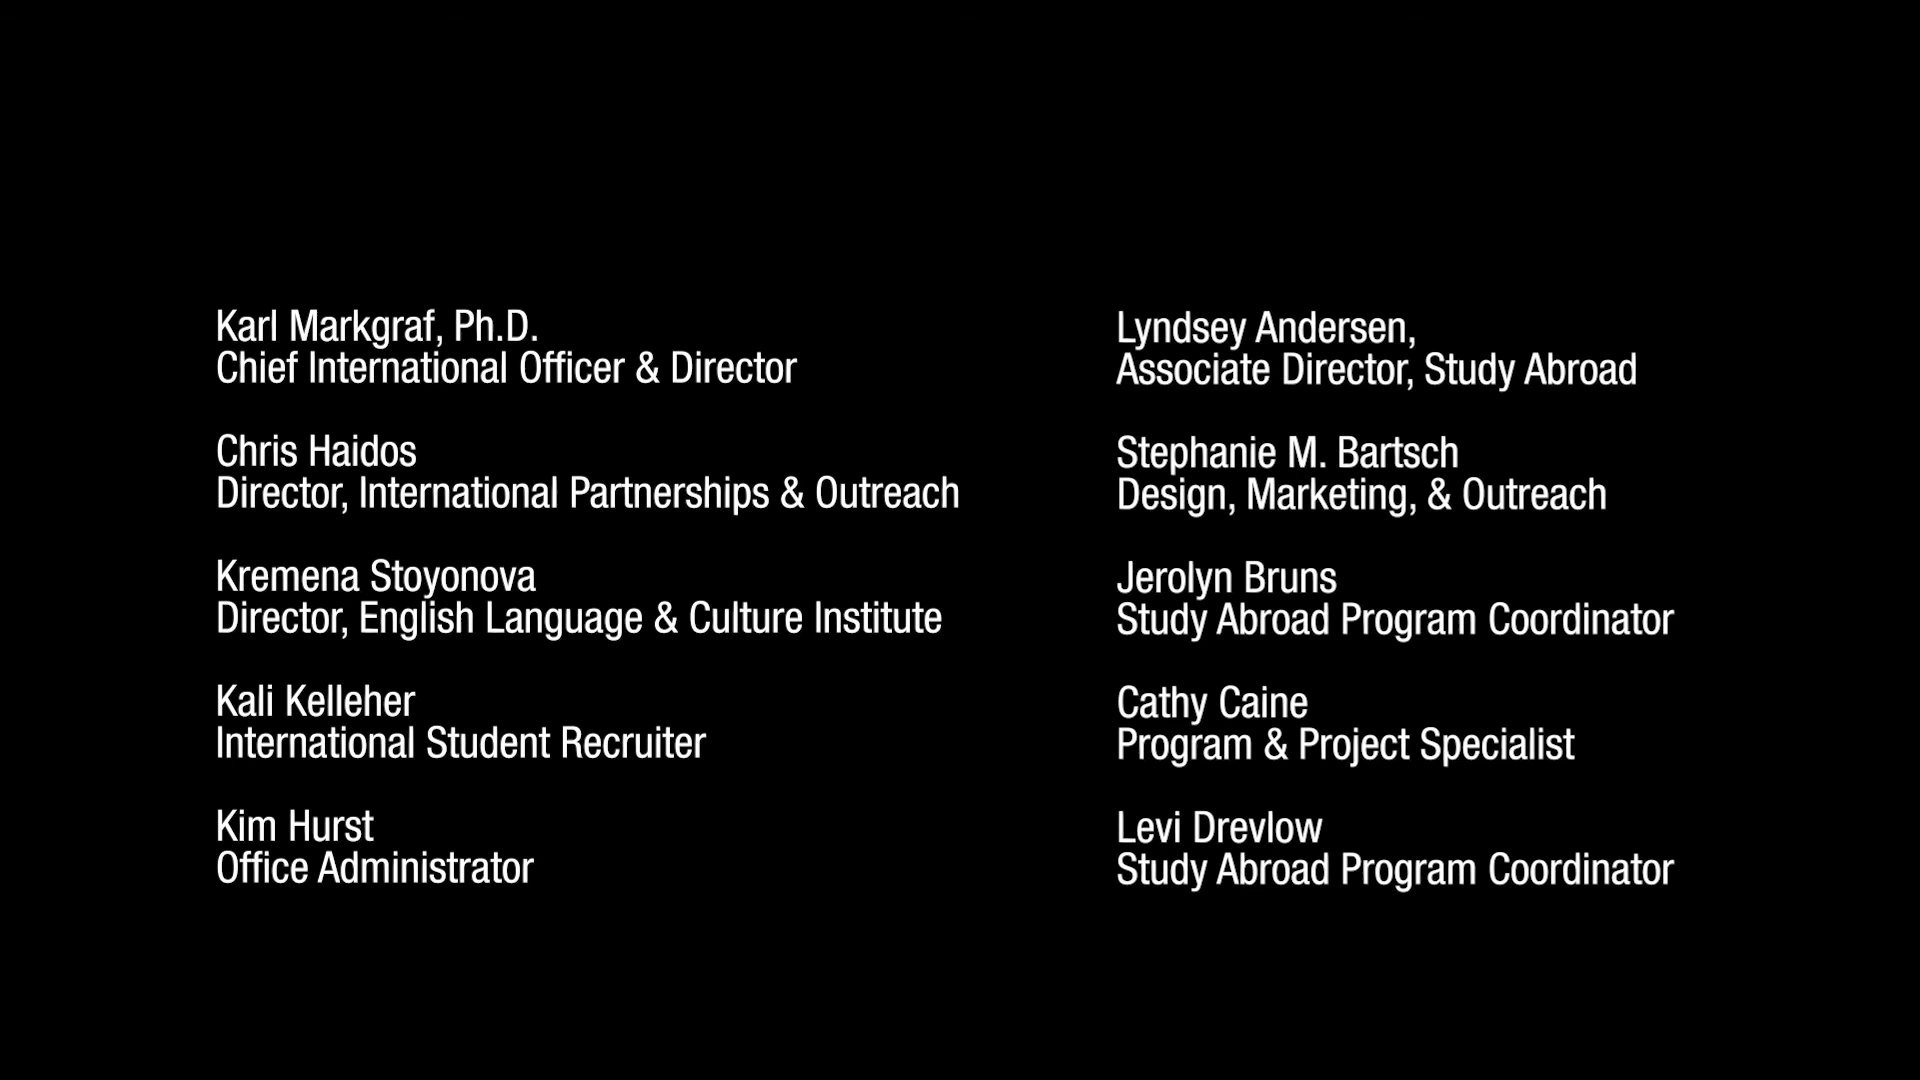 Karl Markgraf, Ph.D.
Chief International Officer & Director
Chris Haidos
Director, International Partnerships & Outreach
Kremena Stoyonova
Director, English Language & Culture Institute
Kali Kelleher
International Student Recruiter
Kim Hurst
Office Administrator
Lyndsey Andersen,
Associate Director, Study Abroad
Stephanie M. Bartsch
Design, Marketing, & Outreach
Jerolyn Bruns
Study Abroad Program Coordinator
Cathy Caine
Program & Project Specialist
Levi Drevlow
Study Abroad Program Coordinator